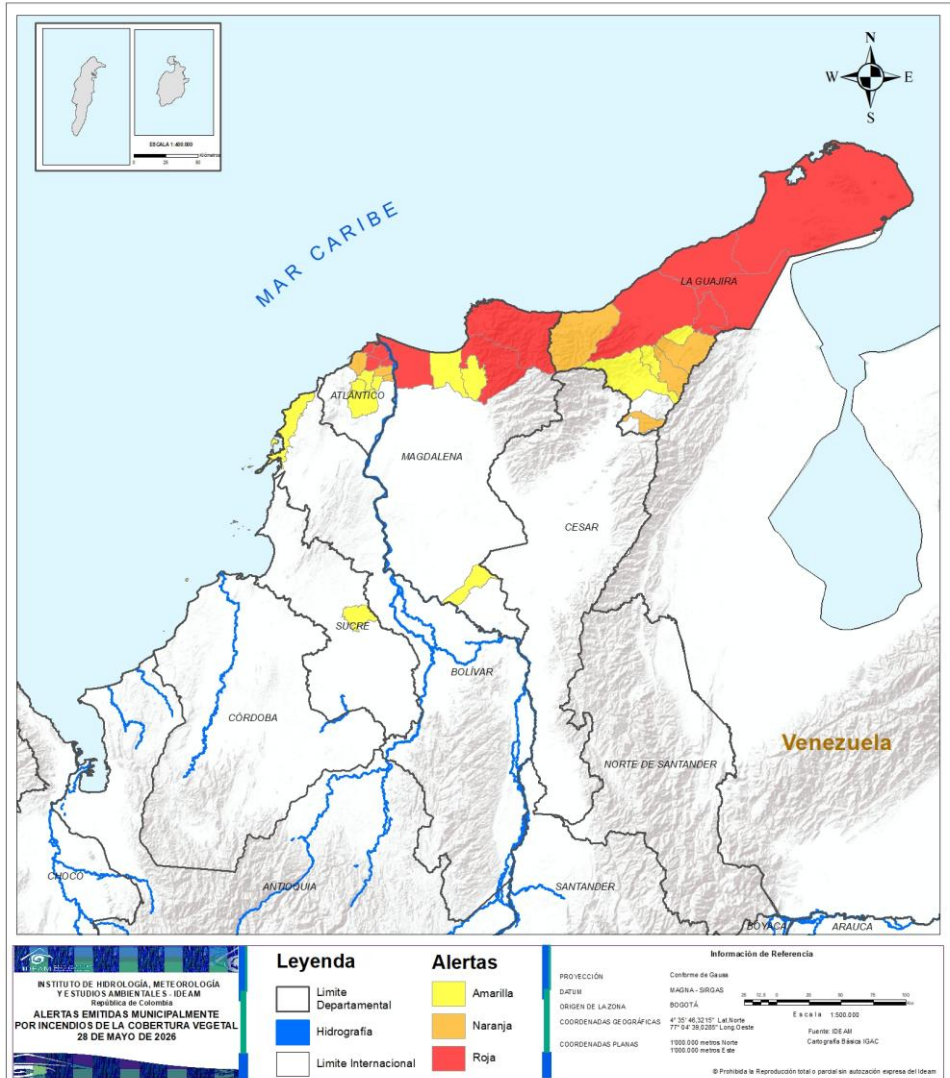 N
W E
S
ESCALA 1:400.000
Kilómetros
MAR CARIBE
LA GUAJIRA
ATLÁNTICO
MAGDALENA
CESAR
SUCRE
BOLÍVAR
CÓRDOBA
NORTE DE SANTANDER
Venezuela
CHOCÓ
ANTIOQUIA
SANTANDER
BOYACÁ
ARAUCA
IDEAM
INSTITUTO DE HIDROLOGÍA, METEOROLOGÍA
Y ESTUDIOS AMBIENTALES - IDEAM
República de Colombia
ALERTAS EMITIDAS MUNICIPALMENTE
POR INCENDIOS DE LA COBERTURA VEGETAL
28 DE MAYO DE 2026
Leyenda
Limite
Departamental
Hidrografía
Limite Internacional
Alertas
Amarilla
Naranja
Roja
Información de Referencia
PROYECCIÓN Conforme de Gauss
DATUM MAGNA - SIRGAS
ORIGEN DE LA ZONA BOGOTÁ
COORDENADAS GEOGRÁFICAS 4° 35' 46,3215" Lat.Norte
77° 04' 39,0285" Long.Oeste
COORDENADAS PLANAS 1'000.000 metros Norte
1'000.000 metros Este
Escala 1:500.000
Fuente: IDEAM
Cartografía Básica IGAC
© Prohibida la Reproducción total o parcial sin autozación expresa del Ideam